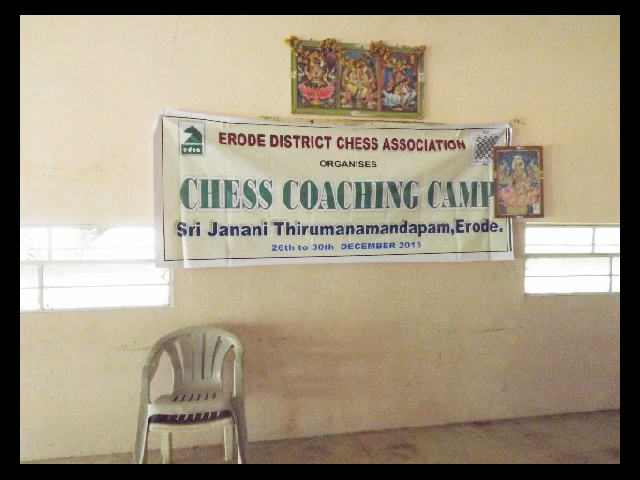 ERODE DISTRICT CHESS ASSOCIATION
edca
ORGANISES
CHESS COACHING CAMP
Sri Janani Thirumanamandapam,Erode.
26th to 30th DECEMBER 2013